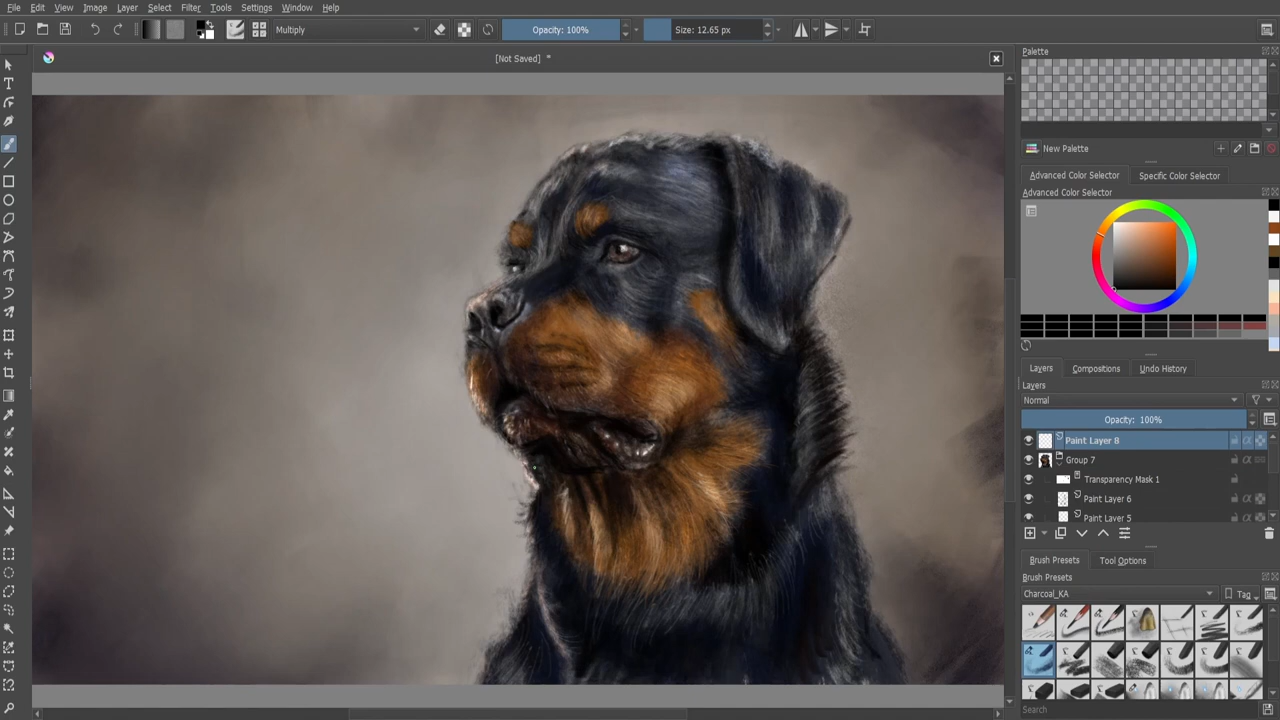 File Edit View Image Layer Select Filter Tools Settings Window Help
Multiply Opacity: 100% Size: 12.65 px
[Not Saved] *
Palette
New Palette
Advanced Color Selector Specific Color Selector
Advanced Color Selector
Layers Compositions Undo History
Layers
Normal
Opacity: 100%
Paint Layer 8
Group 7
Transparency Mask 1
Paint Layer 6
Paint Layer 5
Brush Presets Tool Options
Brush Presets
Charcoal_KA Tag
Search